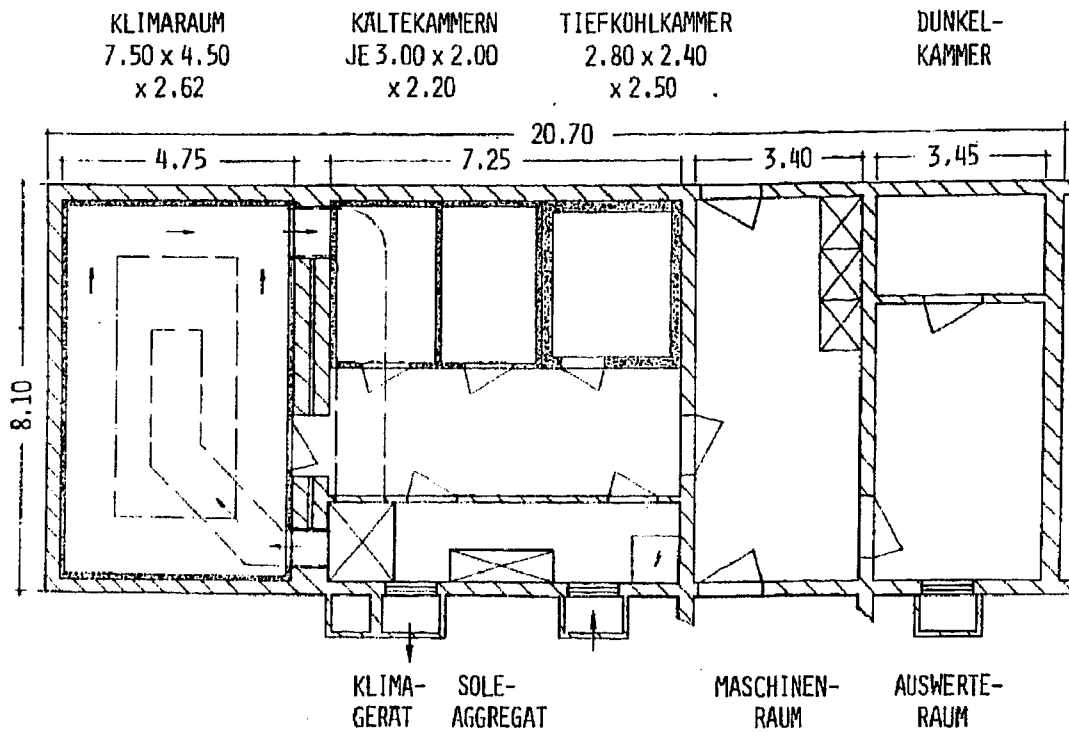 KLIMARAUM
7.50 x 4.50
x 2.62
KÄLTEKAMMERN
JE 3.00 x 2.00
x 2.20
TIEFKÜHLKAMMER
2.80 x 2.40
x 2.50
DUNKEL-
KAMMER
20.70
4.75
7.25
3.40
3,45
8.10
KLIMA-
GERÄT
SOLE-
AGGREGAT
MASCHINEN-
RAUM
AUSWERTE-
RAUM